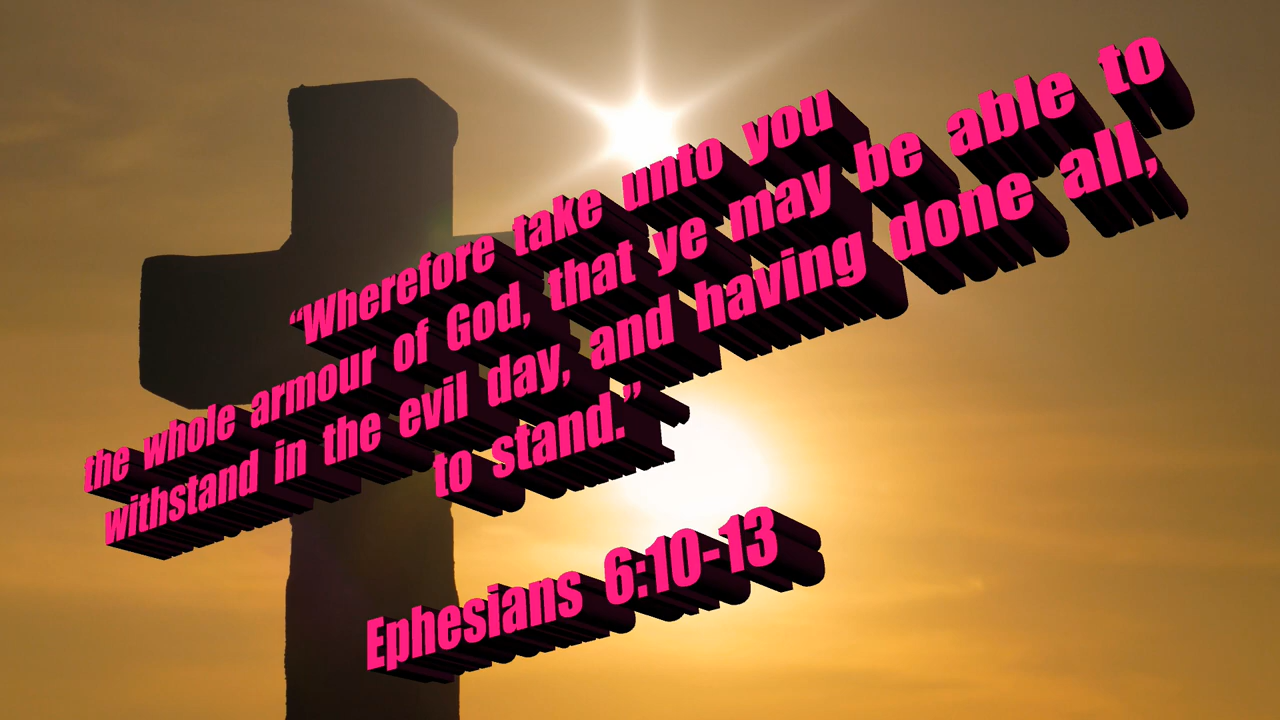 “Wherefore take unto you
the whole armour of God, that ye may be able to
withstand in the evil day, and having done all,
to stand.”
Ephesians 6:10-13